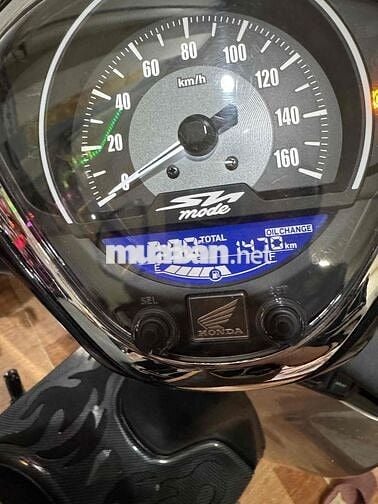 km/h
0
20
40
60
80
100
120
140
160
SH
mode
TOTAL
OIL CHANGE
1470 km
muaban.net
E
F
SEL
SET
HONDA